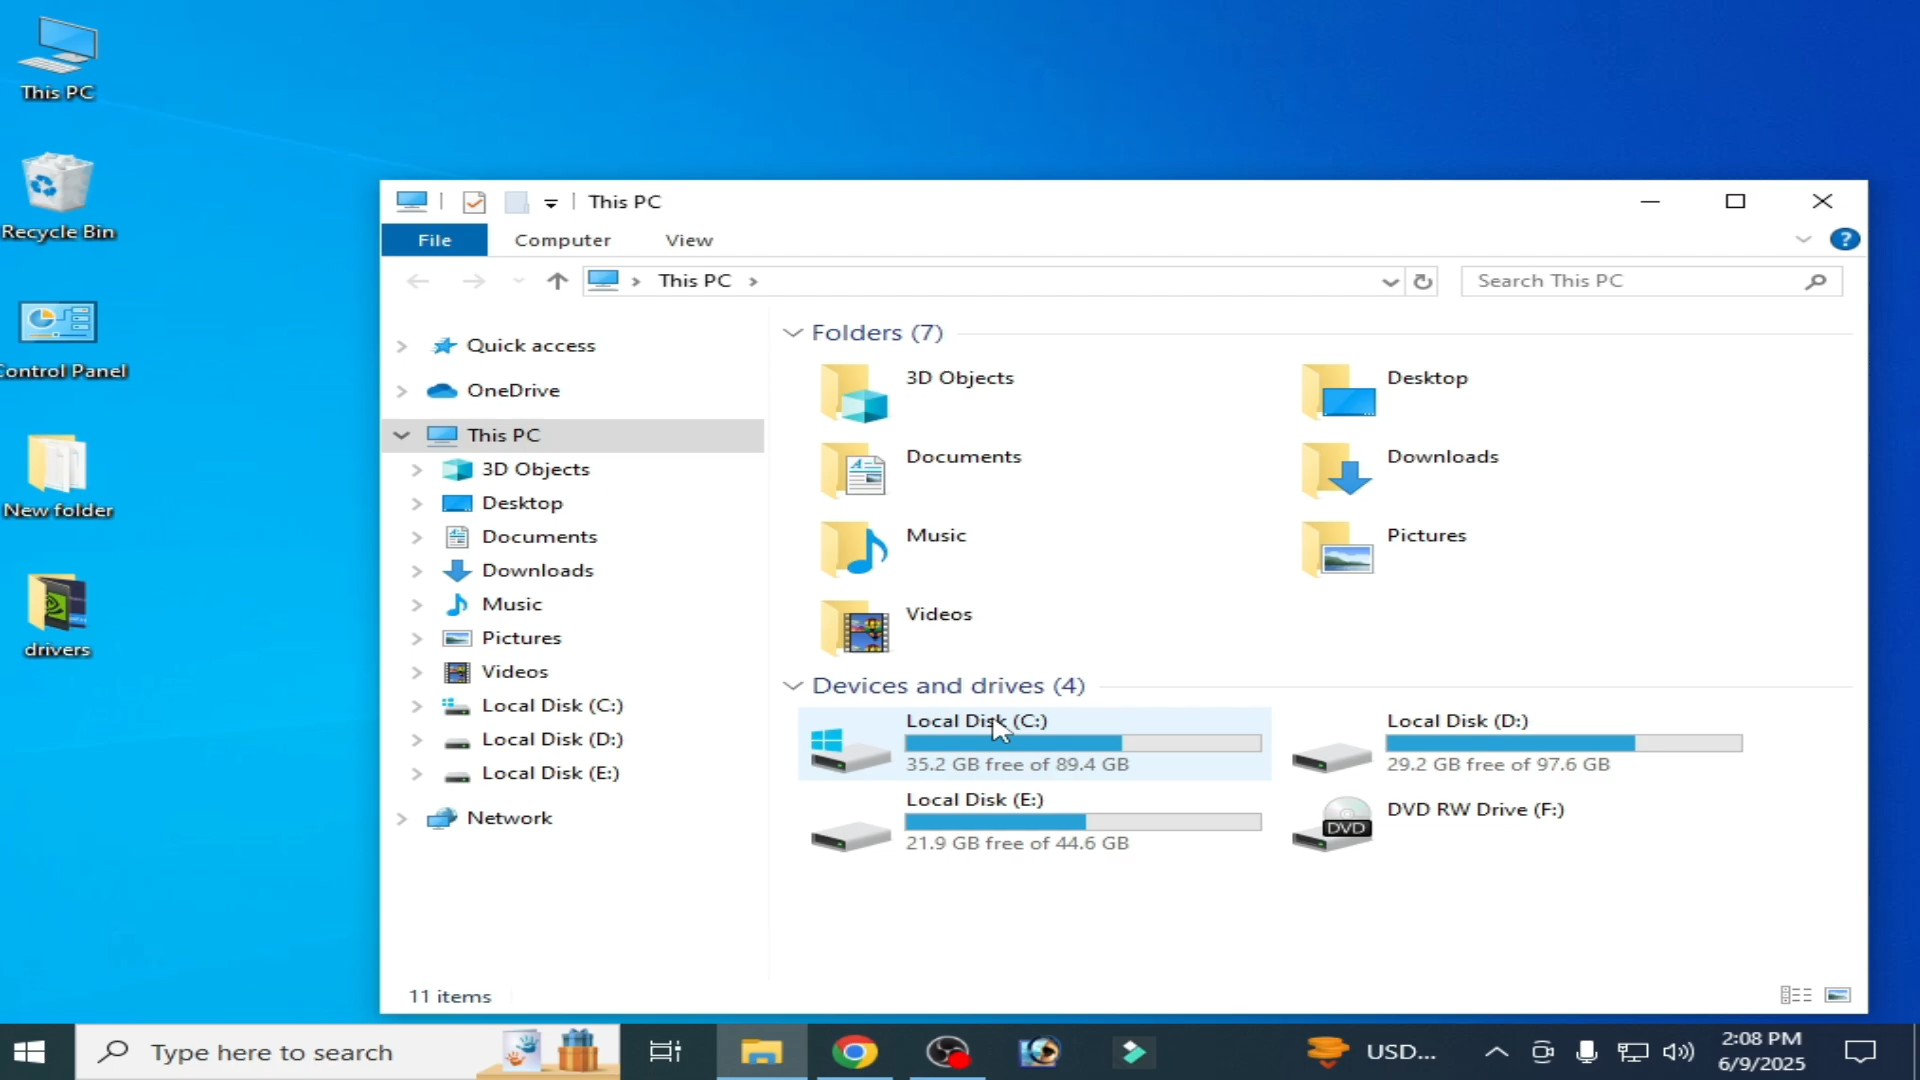 This PC
Recycle Bin
Control Panel
New folder
drivers
This PC
File Computer View
This PC
Search This PC
Quick access
OneDrive
This PC
3D Objects
Desktop
Documents
Downloads
Music
Pictures
Videos
Local Disk (C:)
Local Disk (D:)
Local Disk (E:)
Network
Folders (7)
3D Objects
Desktop
Documents
Downloads
Music
Pictures
Videos
Devices and drives (4)
Local Disk (C:)
35.2 GB free of 89.4 GB
Local Disk (D:)
29.2 GB free of 97.6 GB
Local Disk (E:)
21.9 GB free of 44.6 GB
DVD RW Drive (F:)
DVD
11 items
Type here to search
USD...
2:08 PM
6/9/2025